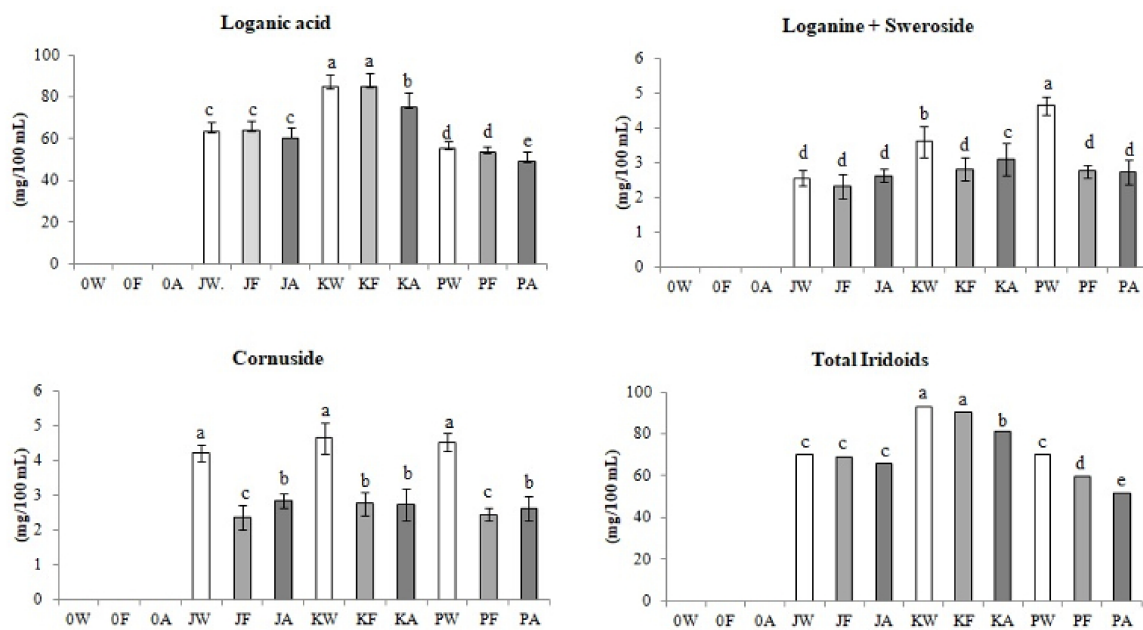 Loganic acid
(mg/100 mL)
100
80
60
40
20
0
c c c a a b d d e
0W 0F 0A JW. JF JA KW KF KA PW PF PA
Loganine + Sweroside
(mg/100 mL)
6
5
4
3
2
1
0
d d d b d c a d d
0W 0F 0A JW JF JA KW KF KA PW PF PA
Cornuside
(mg/100 mL)
6
5
4
3
2
1
0
a c b a b b a c b
0W 0F 0A JW JF JA KW KF KA PW PF PA
Total Iridoids
(mg/100 mL)
100
80
60
40
20
0
c c c a a b c d e
0W 0F 0A JW JF JA KW KF KA PW PF PA